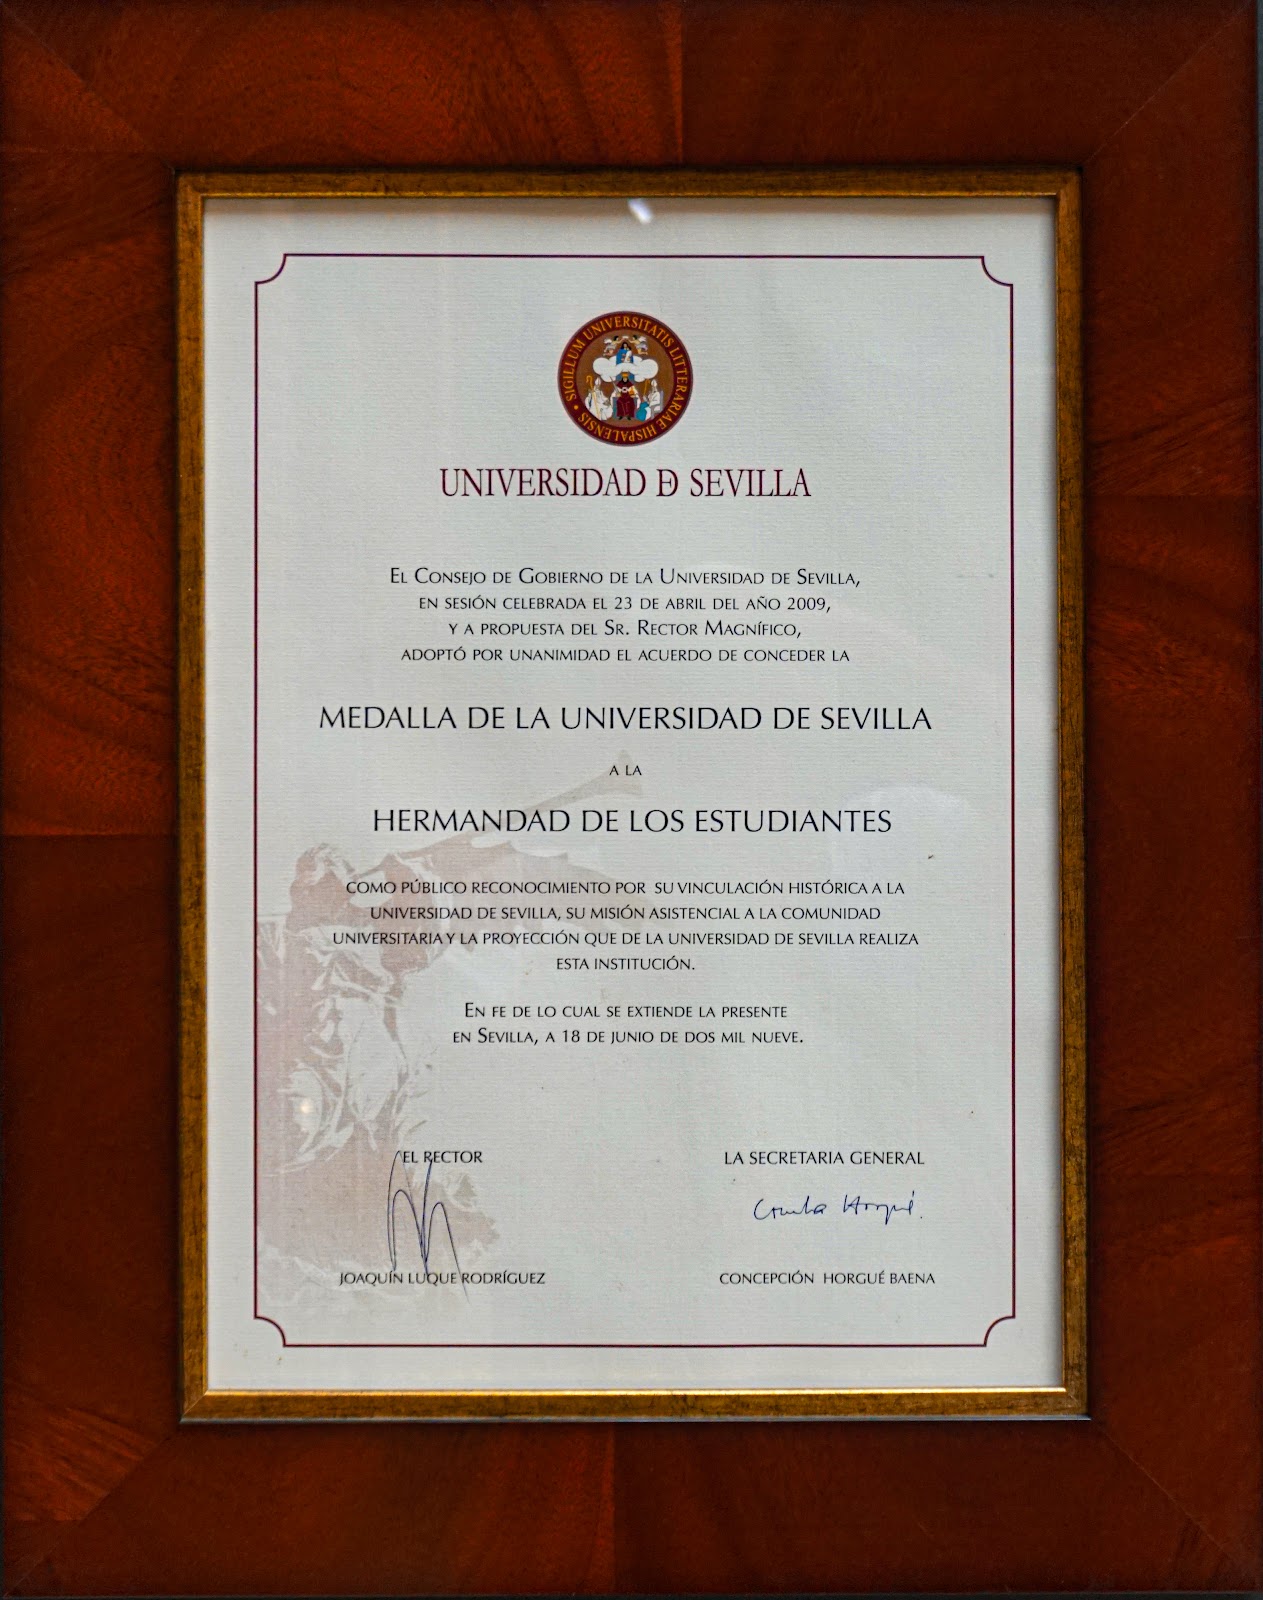 SIGILLUM UNIVERSITATIS LITTERARIAE HISPALENSIS
UNIVERSIDAD DE SEVILLA
El Consejo de Gobierno de la Universidad de Sevilla,
en sesión celebrada el 23 de abril del año 2009,
y a propuesta del Sr. Rector Magnífico,
adoptó por unanimidad el acuerdo de conceder la
MEDALLA DE LA UNIVERSIDAD DE SEVILLA
A LA
HERMANDAD DE LOS ESTUDIANTES
COMO PÚBLICO RECONOCIMIENTO POR SU VINCULACIÓN HISTÓRICA A LA
UNIVERSIDAD DE SEVILLA, SU MISIÓN ASISTENCIAL A LA COMUNIDAD
UNIVERSITARIA Y LA PROYECCIÓN QUE DE LA UNIVERSIDAD DE SEVILLA REALIZA
ESTA INSTITUCIÓN.
En fe de lo cual se extiende la presente
en Sevilla, a 18 de junio de dos mil nueve.
EL RECTOR
LA SECRETARIA GENERAL
JOAQUÍN LUQUE RODRÍGUEZ
CONCEPCIÓN HORGUÉ BAENA